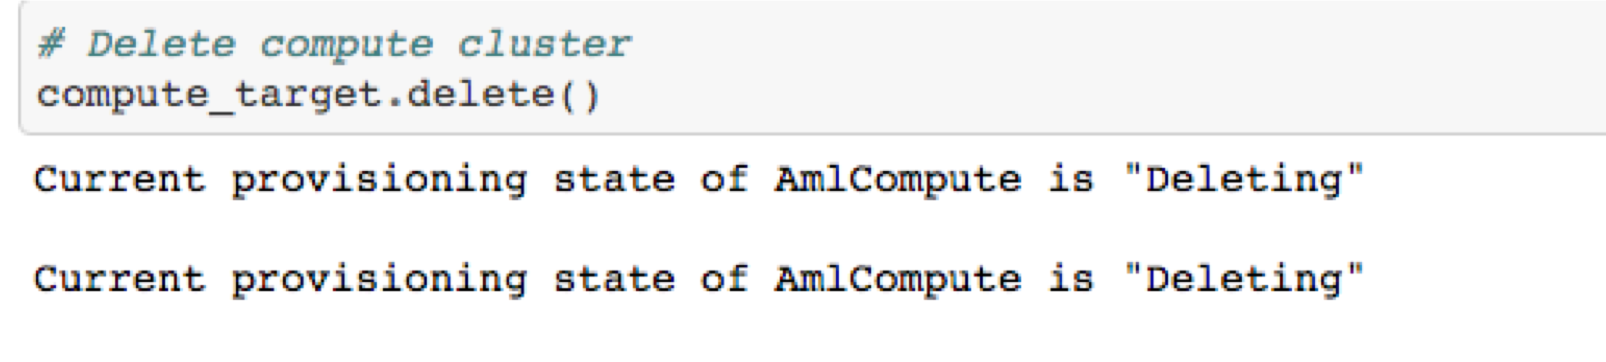 # Delete compute cluster
compute_target.delete()
Current provisioning state of AmlCompute is "Deleting"
Current provisioning state of AmlCompute is "Deleting"